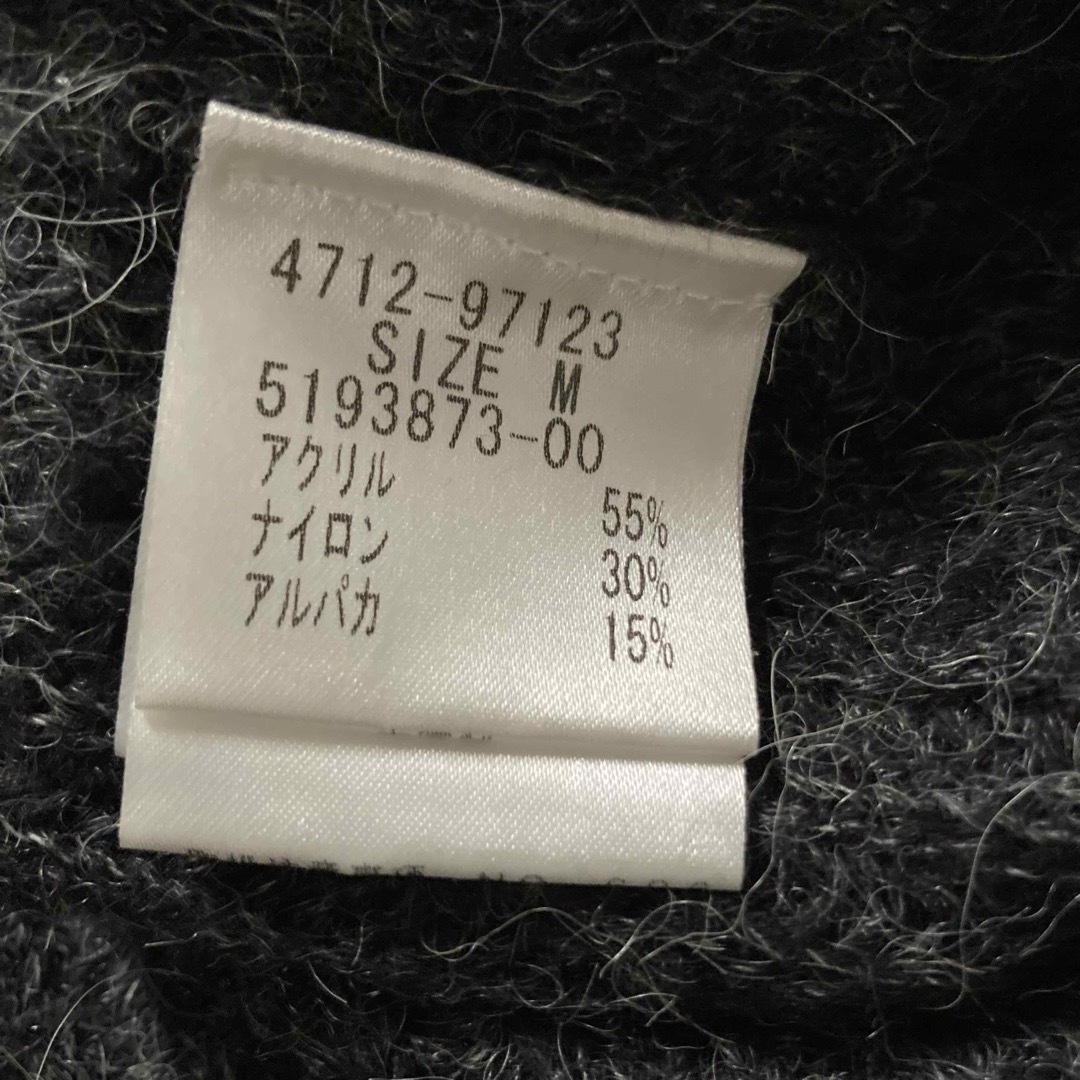 4712-97123
SIZE M
5193873-00
アクリル 55%
ナイロン 30%
アルパカ 15%